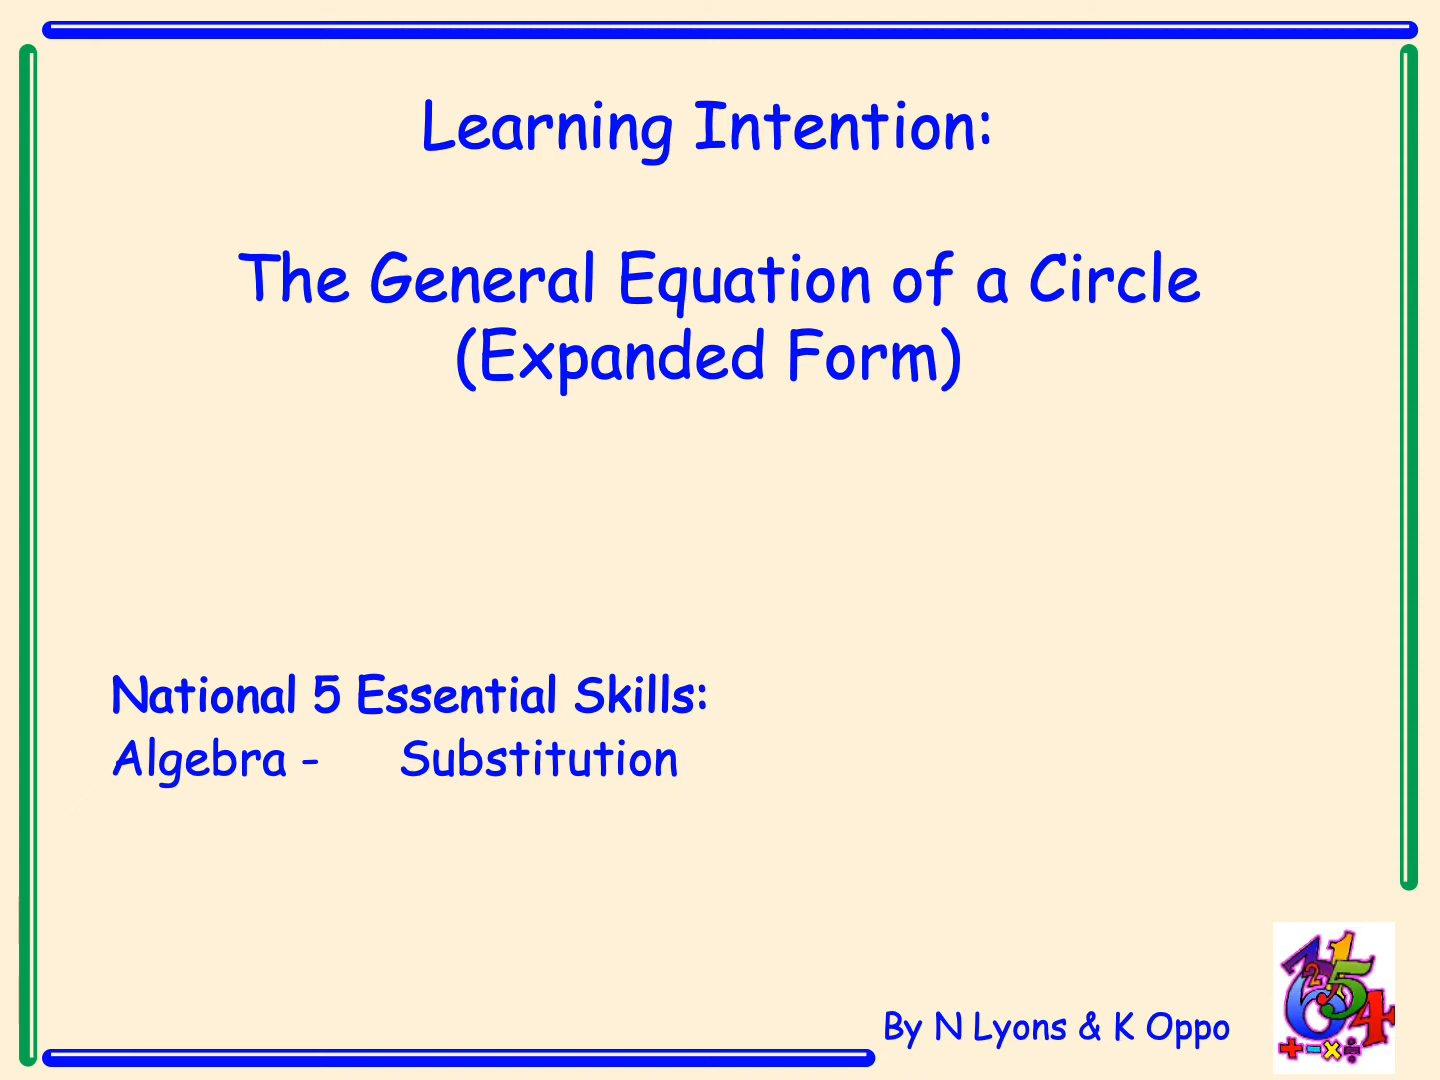 Learning Intention:
The General Equation of a Circle
(Expanded Form)
National 5 Essential Skills:
Algebra - Substitution
By N Lyons & K Oppo